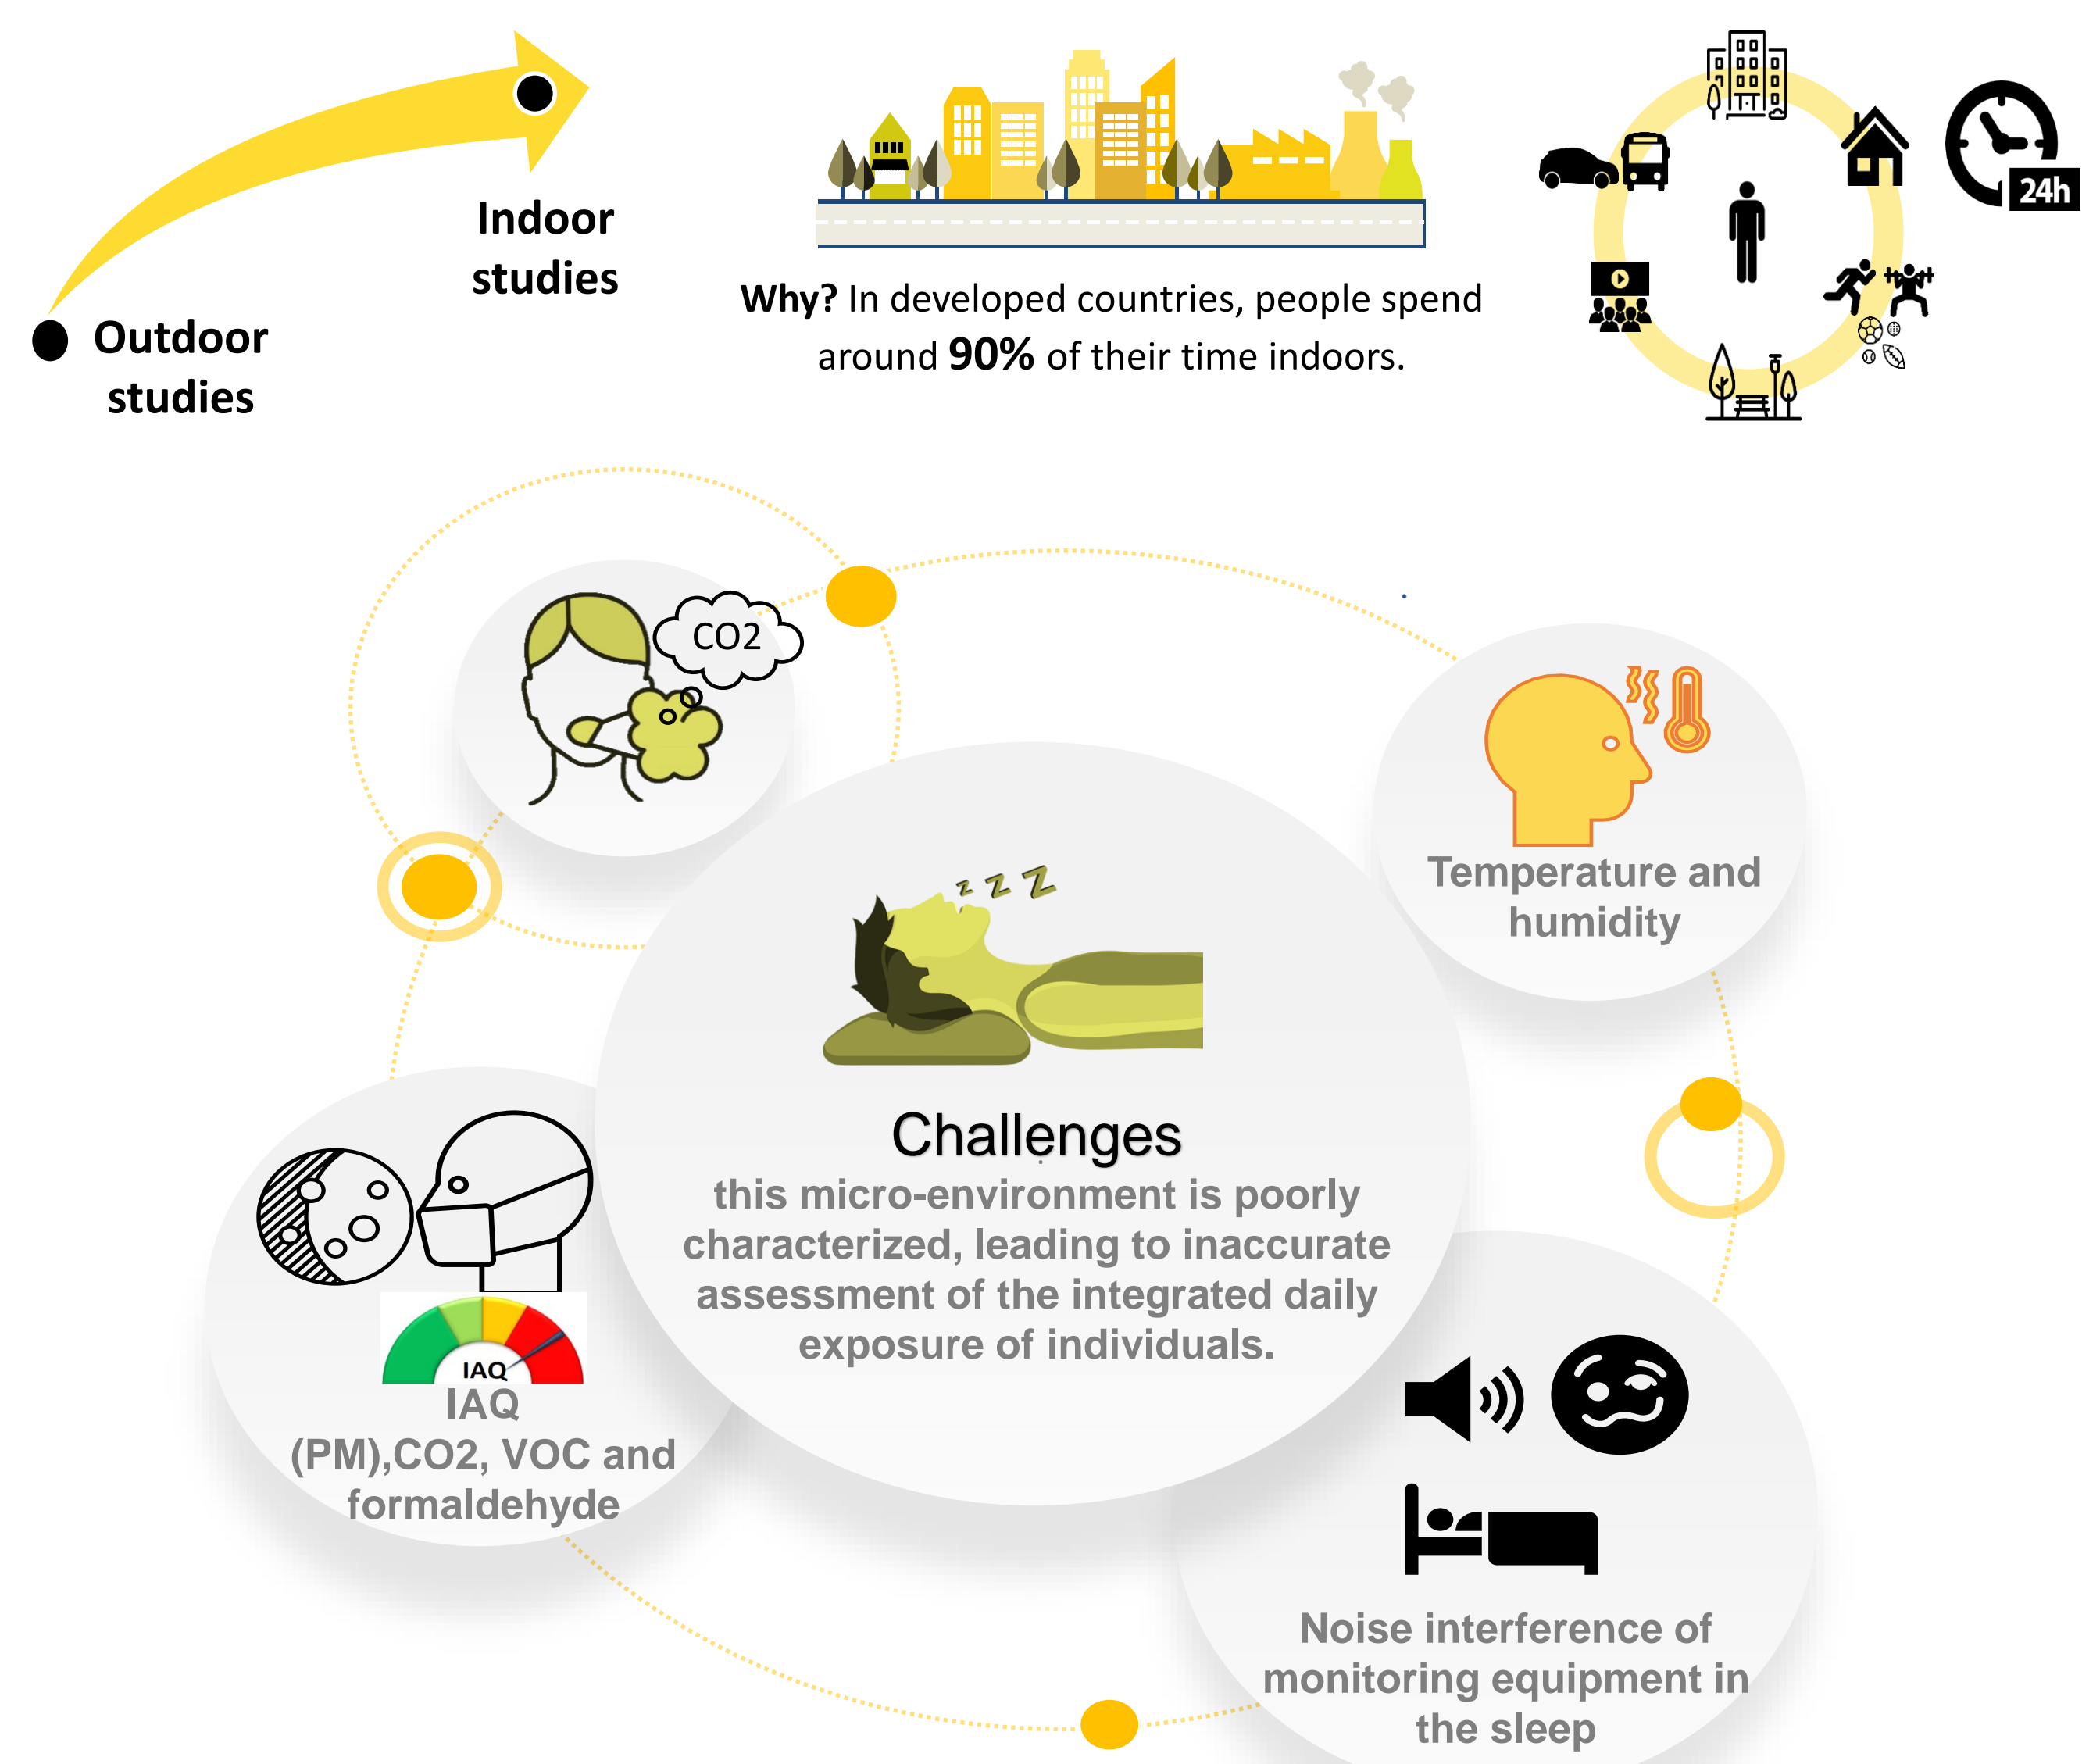 Outdoor
studies
Indoor
studies
Why? In developed countries, people spend
around 90% of their time indoors.
24h
CO2
zzz
Temperature and
humidity
Challenges
this micro-environment is poorly
characterized, leading to inaccurate
assessment of the integrated daily
exposure of individuals.
IAQ
IAQ
(PM),CO2, VOC and
formaldehyde
Noise interference of
monitoring equipment in
the sleep